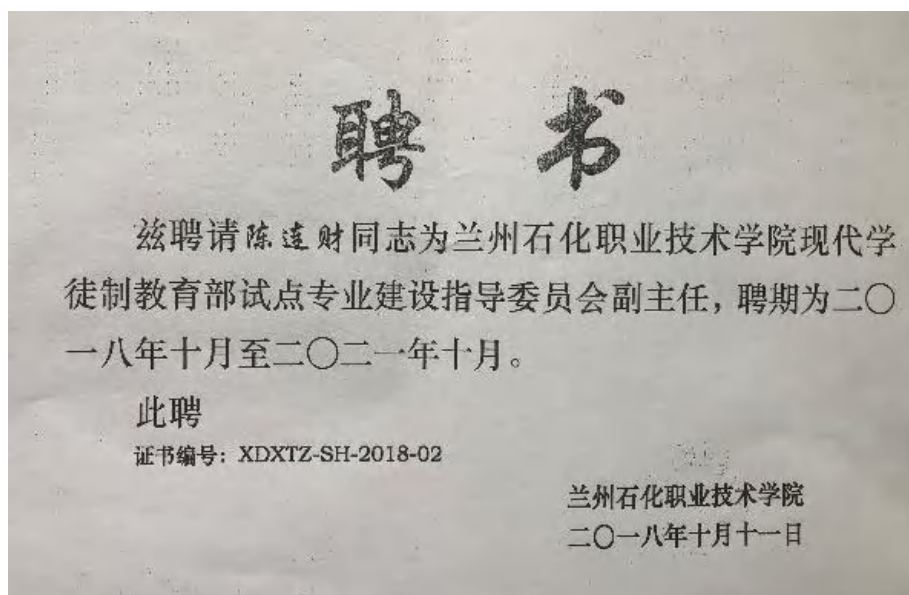 聘 书
兹聘请陈连财同志为兰州石化职业技术学院现代学
徒制教育部试点专业建设指导委员会副主任，聘期为二〇
一八年十月至二〇二一年十月。
此聘
证书编号：XDXTZ-SH-2018-02
兰州石化职业技术学院
二〇一八年十月十一日